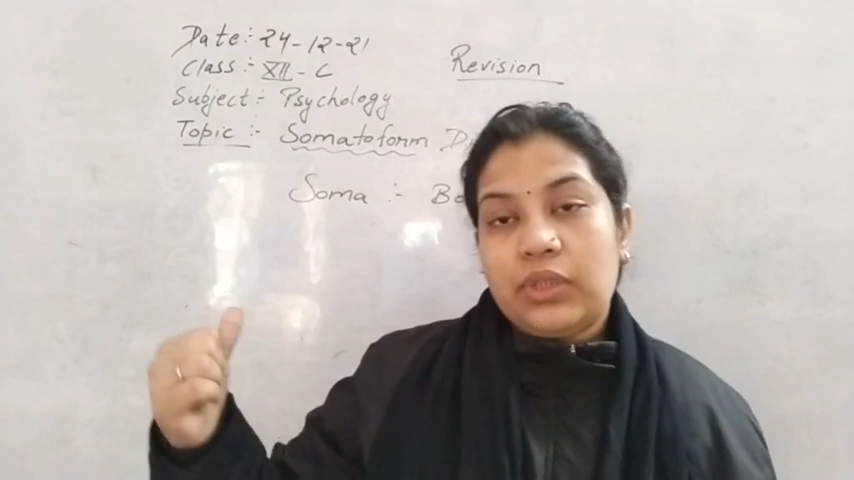 Date:- 24-12-21
Revision
Class:- XII - C
Subject:- Psychology
Topic :- Somatoform
Soma :-